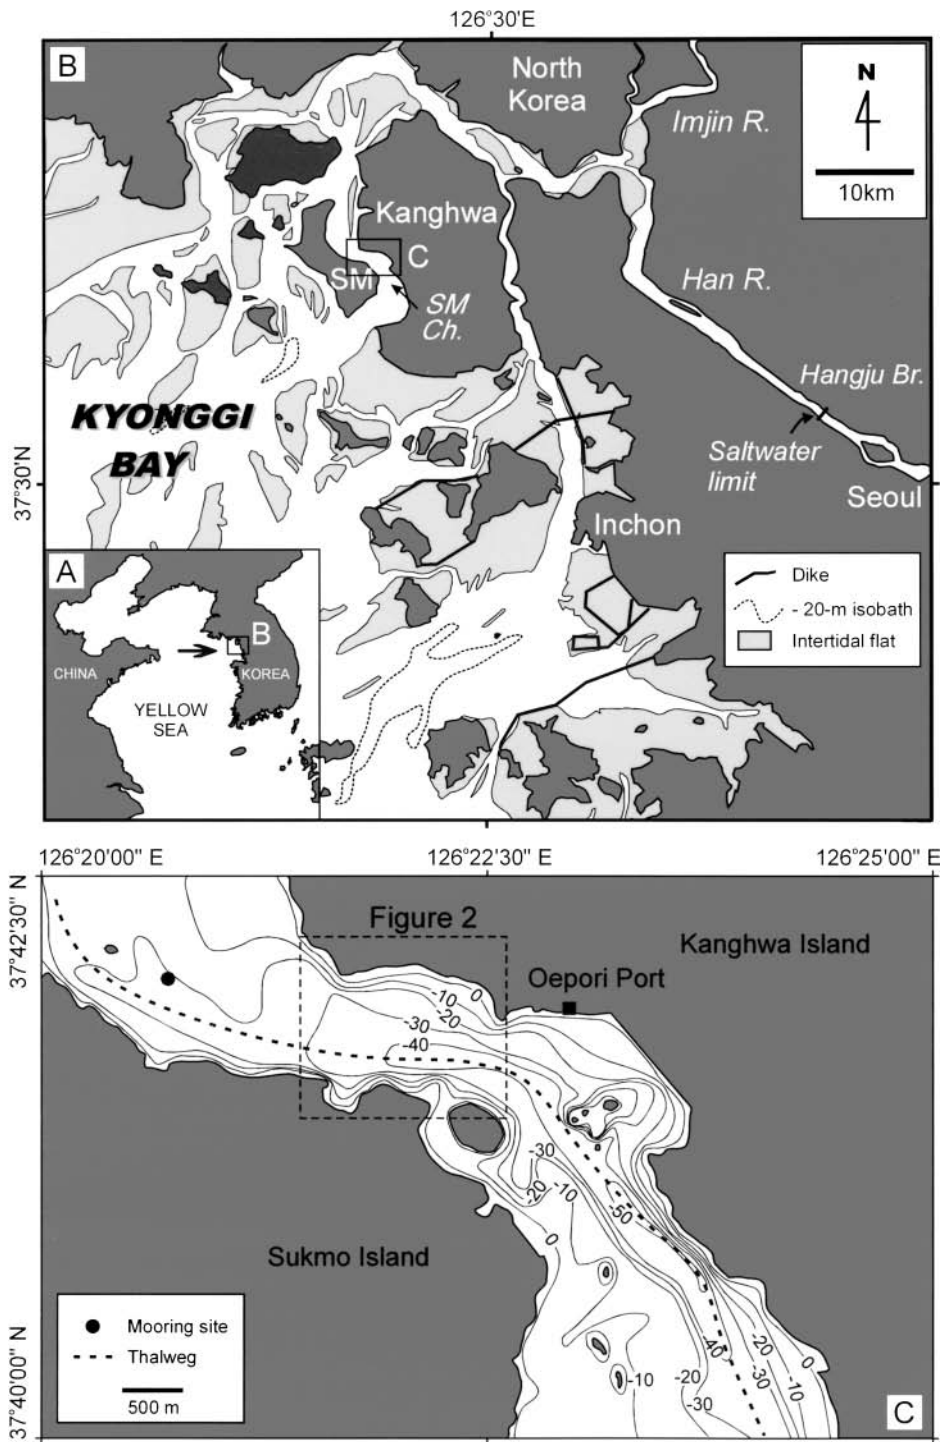 126°30'E
B
North
Korea
N
10km
Imjin R.
Kanghwa
C
SM
SM
Ch.
Han R.
Hangju Br.
KYONGGI
BAY
Saltwater
limit
Seoul
37°30'N
Inchon
A
B
CHINA
KOREA
YELLOW
SEA
Dike
- 20-m isobath
Intertidal flat
126°20'00" E
126°22'30" E
126°25'00" E
37°42'30" N
Figure 2
Kanghwa Island
Oepori Port
-10
0
-20
-30
-40
-30
-20
-10
0
-50
Sukmo Island
-10
-40
-20
-30
-20
-30
-10
0
Mooring site
Thalweg
500 m
37°40'00" N
C